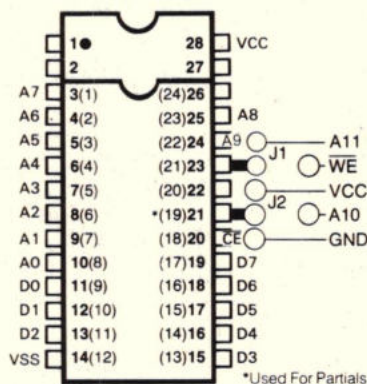 1 28 VCC
2 27
A7 3(1) (24)26
A6 4(2) (23)25 A8
A5 5(3) (22)24 A9 A11
A4 6(4) (21)23 J1 W̅E̅
A3 7(5) (20)22 VCC
A2 8(6) *(19)21 J2 A10
A1 9(7) (18)20 C̅E̅ GND
A0 10(8) (17)19 D7
D0 11(9) (16)18 D6
D1 12(10) (15)17 D5
D2 13(11) (14)16 D4
VSS 14(12) (13)15 D3
*Used For Partials